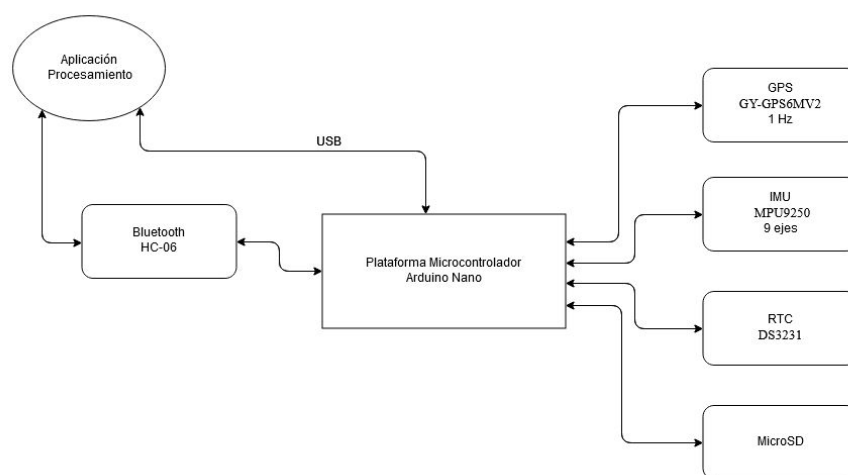 Aplicación
Procesamiento
USB
Bluetooth
HC-06
Plataforma Microcontrolador
Arduino Nano
GPS
GY-GPS6MV2
1 Hz
IMU
MPU9250
9 ejes
RTC
DS3231
MicroSD